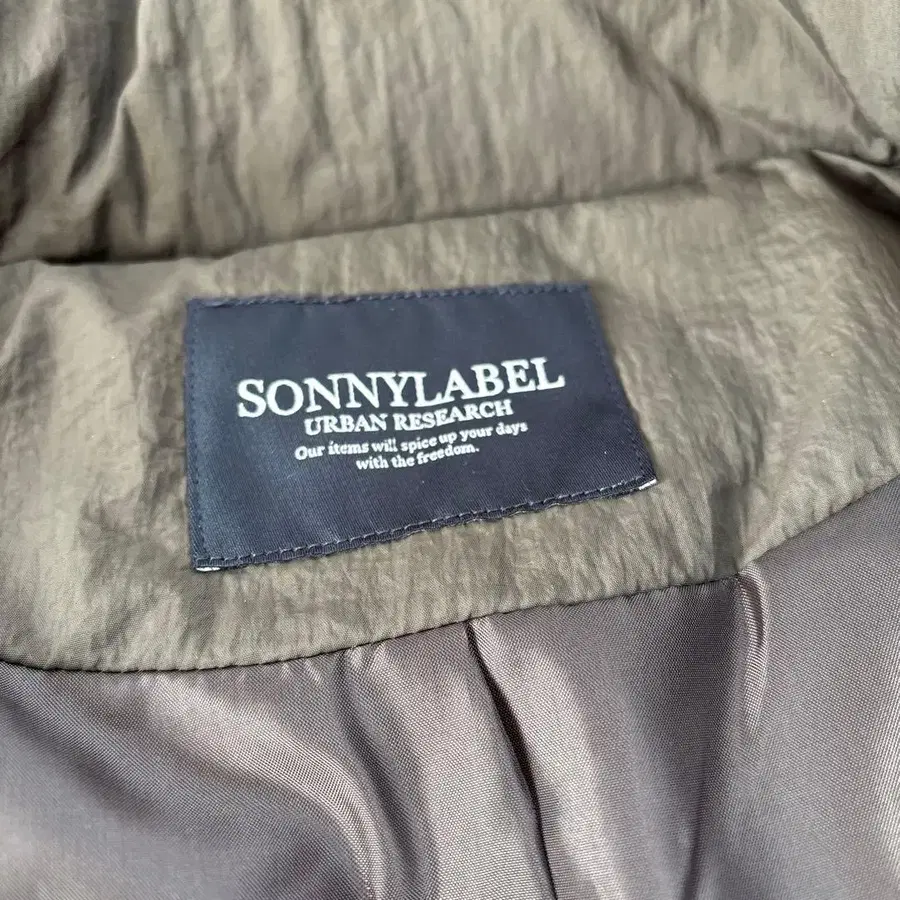 SONNYLABEL
URBAN RESEARCH
Our items will spice up your days
with the freedom.